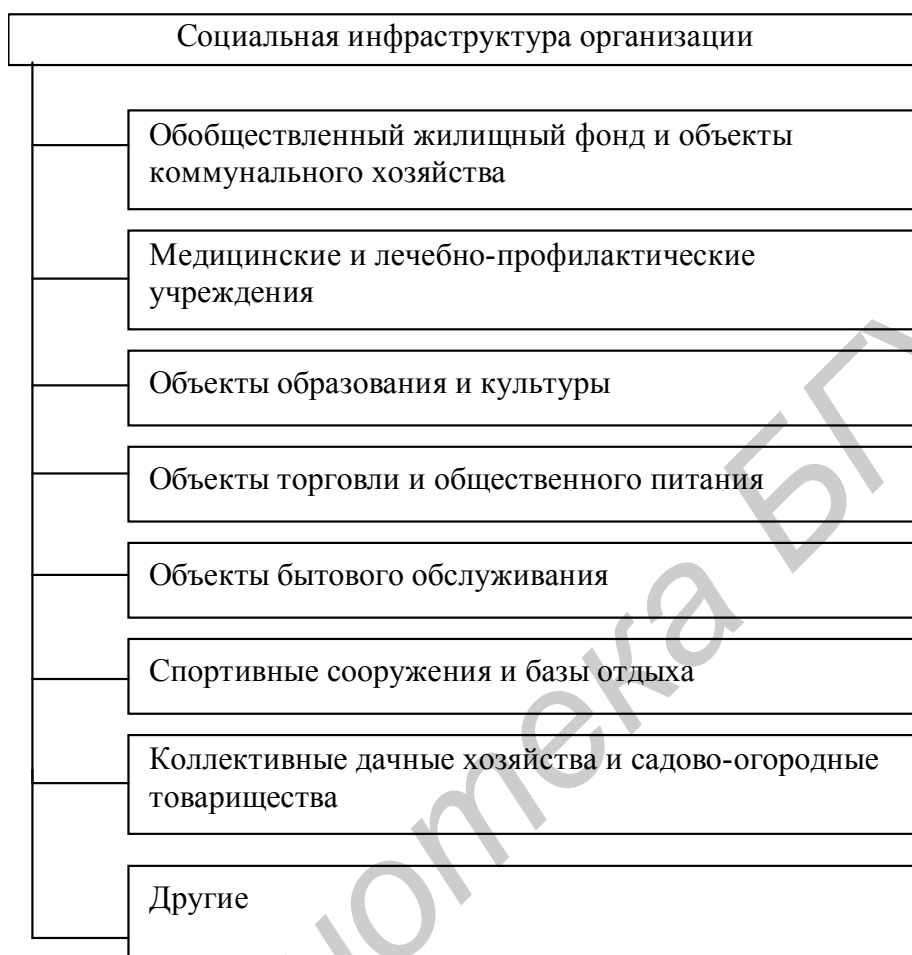 Социальная инфраструктура организации
Обобществленный жилищный фонд и объекты
коммунального хозяйства
Медицинские и лечебно-профилактические
учреждения
Объекты образования и культуры
Объекты торговли и общественного питания
Объекты бытового обслуживания
Спортивные сооружения и базы отдыха
Коллективные дачные хозяйства и садово-огородные
товарищества
Другие